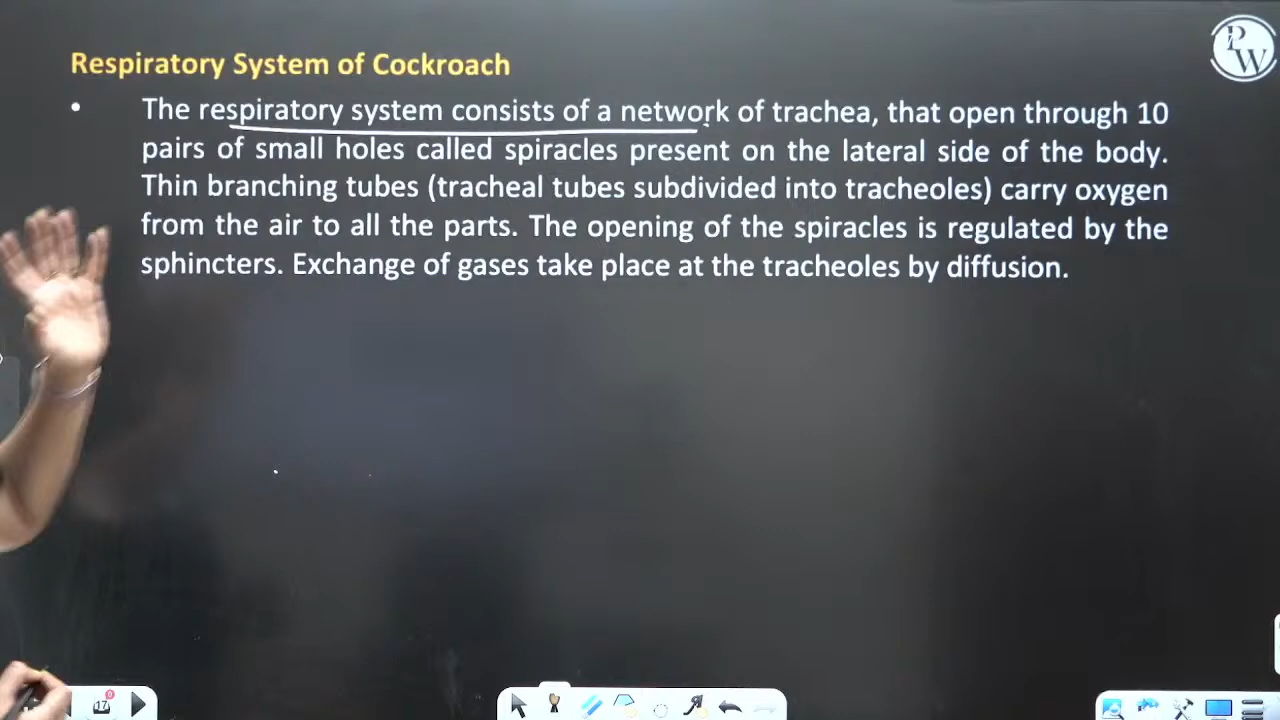 Respiratory System of Cockroach
• The respiratory system consists of a network of trachea, that open through 10
pairs of small holes called spiracles present on the lateral side of the body.
Thin branching tubes (tracheal tubes subdivided into tracheoles) carry oxygen
from the air to all the parts. The opening of the spiracles is regulated by the
sphincters. Exchange of gases take place at the tracheoles by diffusion.
PW
17
0